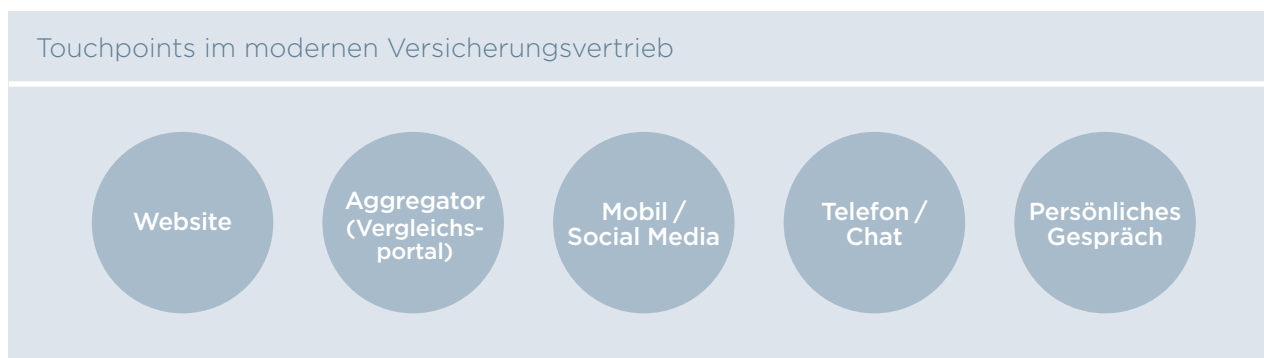 Touchpoints im modernen Versicherungsvertrieb
Website
Aggregator
(Vergleichs-
portal)
Mobil /
Social Media
Telefon /
Chat
Persönliches
Gespräch